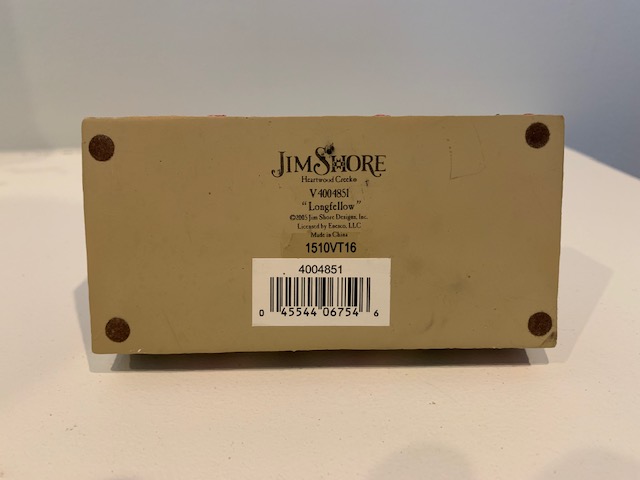 JIM SHORE
Heartwood Creek®
V4004851
"Longfellow"
©2005 Jim Shore Designs, Inc.
Licensed by Enesco, LLC
Made in China
1510VT16
4004851
0 45544 06754 6